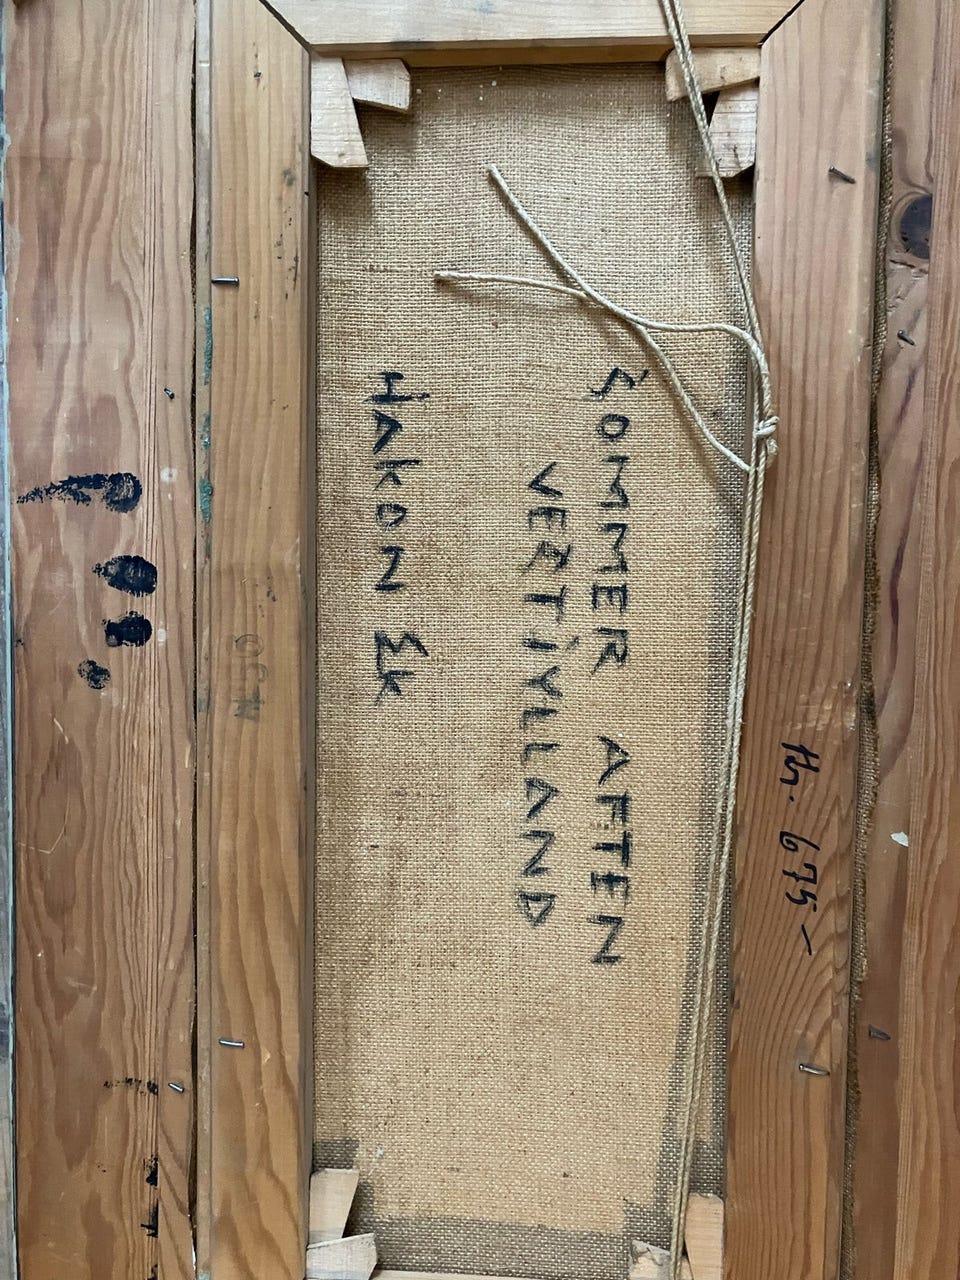 Kr. 675 -
SOMMER AFTEN
VESTJYLLAND
HAKON Ek